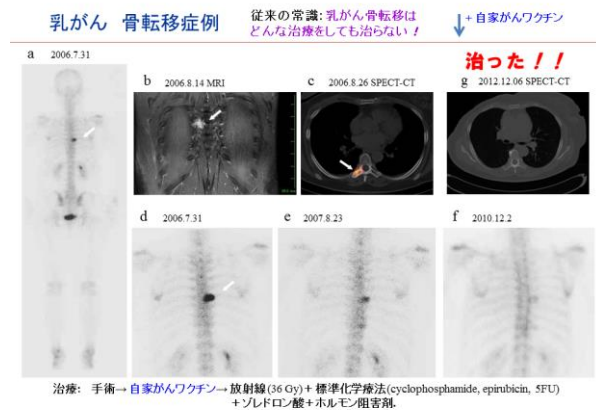 乳がん 骨転移症例
従来の常識: 乳がん骨転移は
どんな治療をしても治らない！
+ 自家がんワクチン
治った！！
a 2006.7.31
b 2006.8.14 MRI
c 2006.8.26 SPECT-CT
g 2012.12.06 SPECT-CT
d 2006.7.31
e 2007.8.23
f 2010.12.2
治療: 手術→ 自家がんワクチン→ 放射線(36 Gy)+ 標準化学療法(cyclophosphamide, epirubicin, 5FU)
+ゾレドロン酸+ホルモン阻害剤.